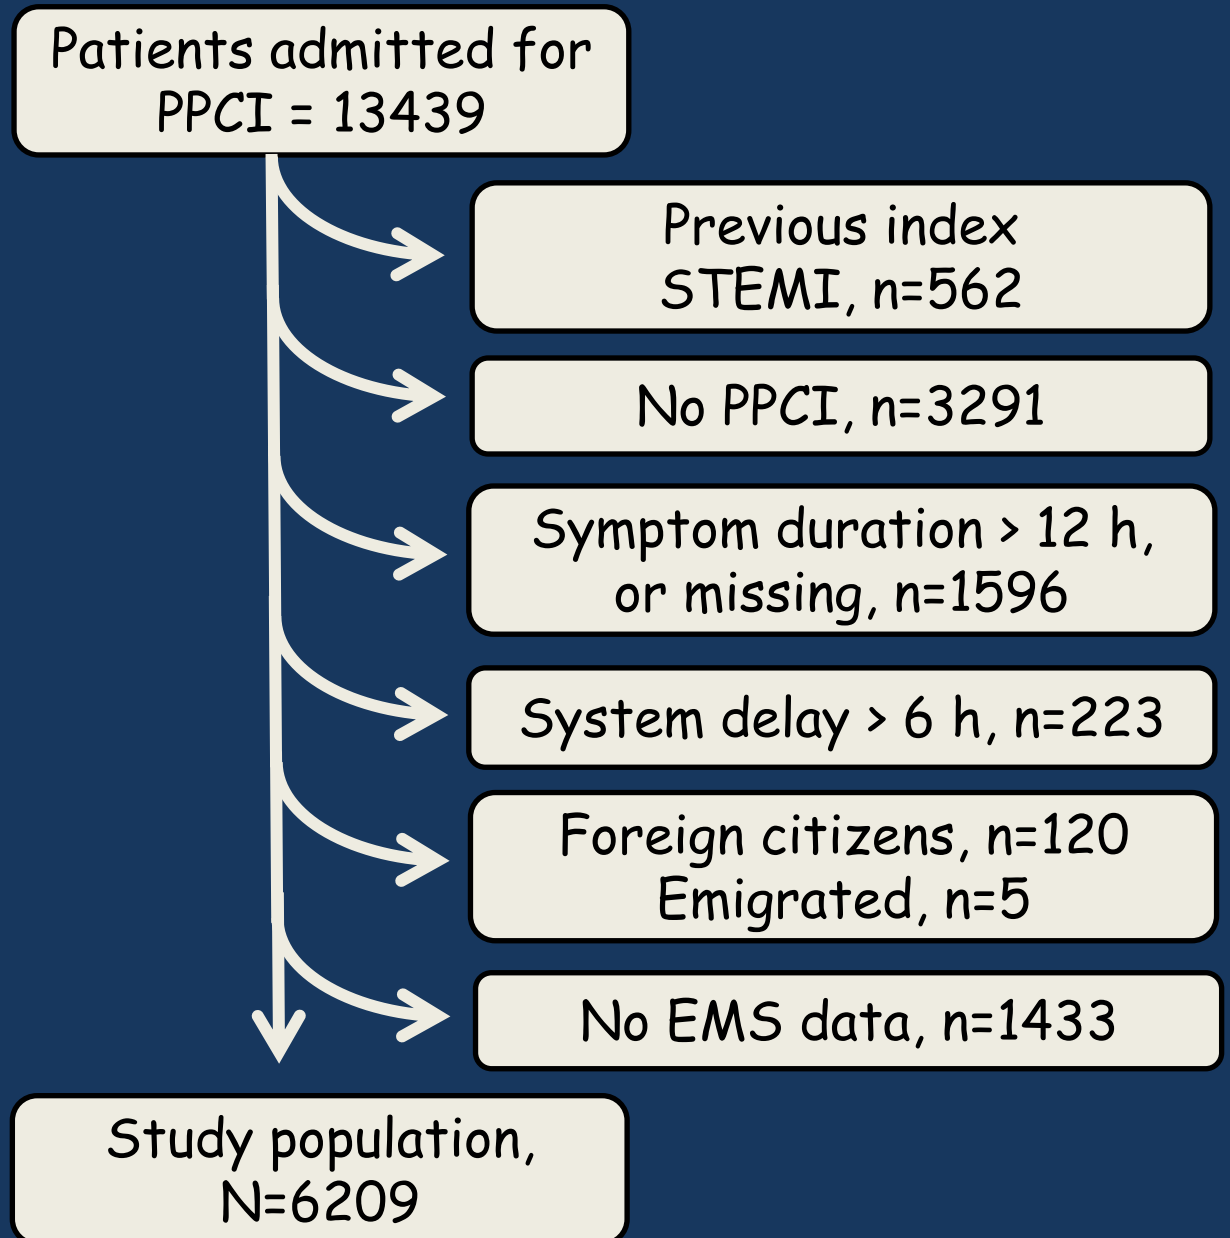 Patients admitted for
PPCI = 13439
Previous index
STEMI, n=562
No PPCI, n=3291
Symptom duration > 12 h,
or missing, n=1596
System delay > 6 h, n=223
Foreign citizens, n=120
Emigrated, n=5
No EMS data, n=1433
Study population,
N=6209